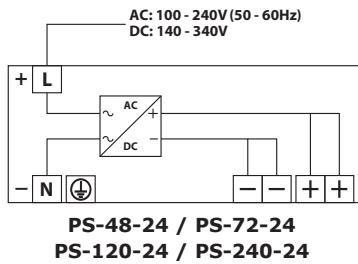 AC: 100 - 240V (50 - 60Hz)
DC: 140 - 340V
+ L
AC
~ +
~ −
DC
− N − − + +
PS-48-24 / PS-72-24
PS-120-24 / PS-240-24